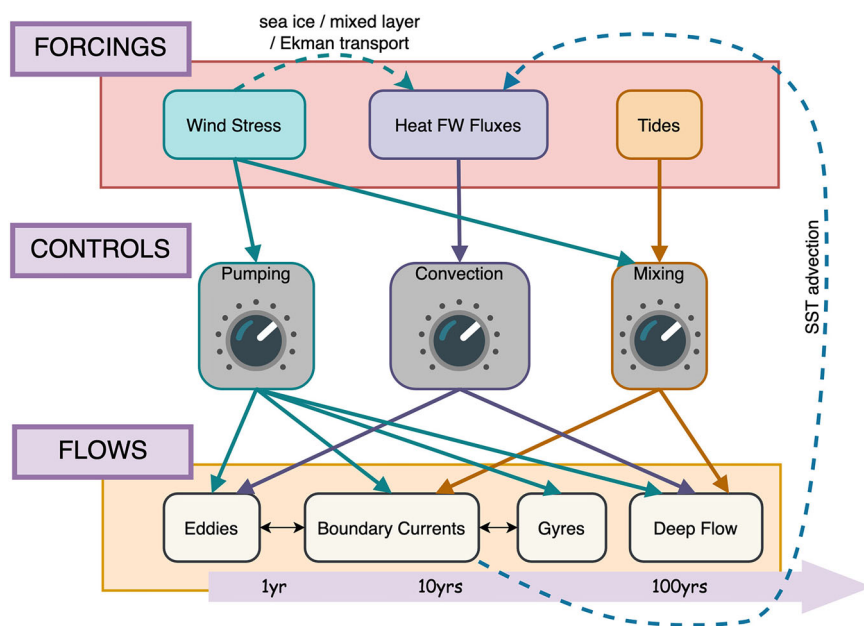 sea ice / mixed layer
/ Ekman transport
FORCINGS
Wind Stress
Heat FW Fluxes
Tides
CONTROLS
Pumping
Convection
Mixing
SST advection
FLOWS
Eddies
Boundary Currents
Gyres
Deep Flow
1yr
10yrs
100yrs